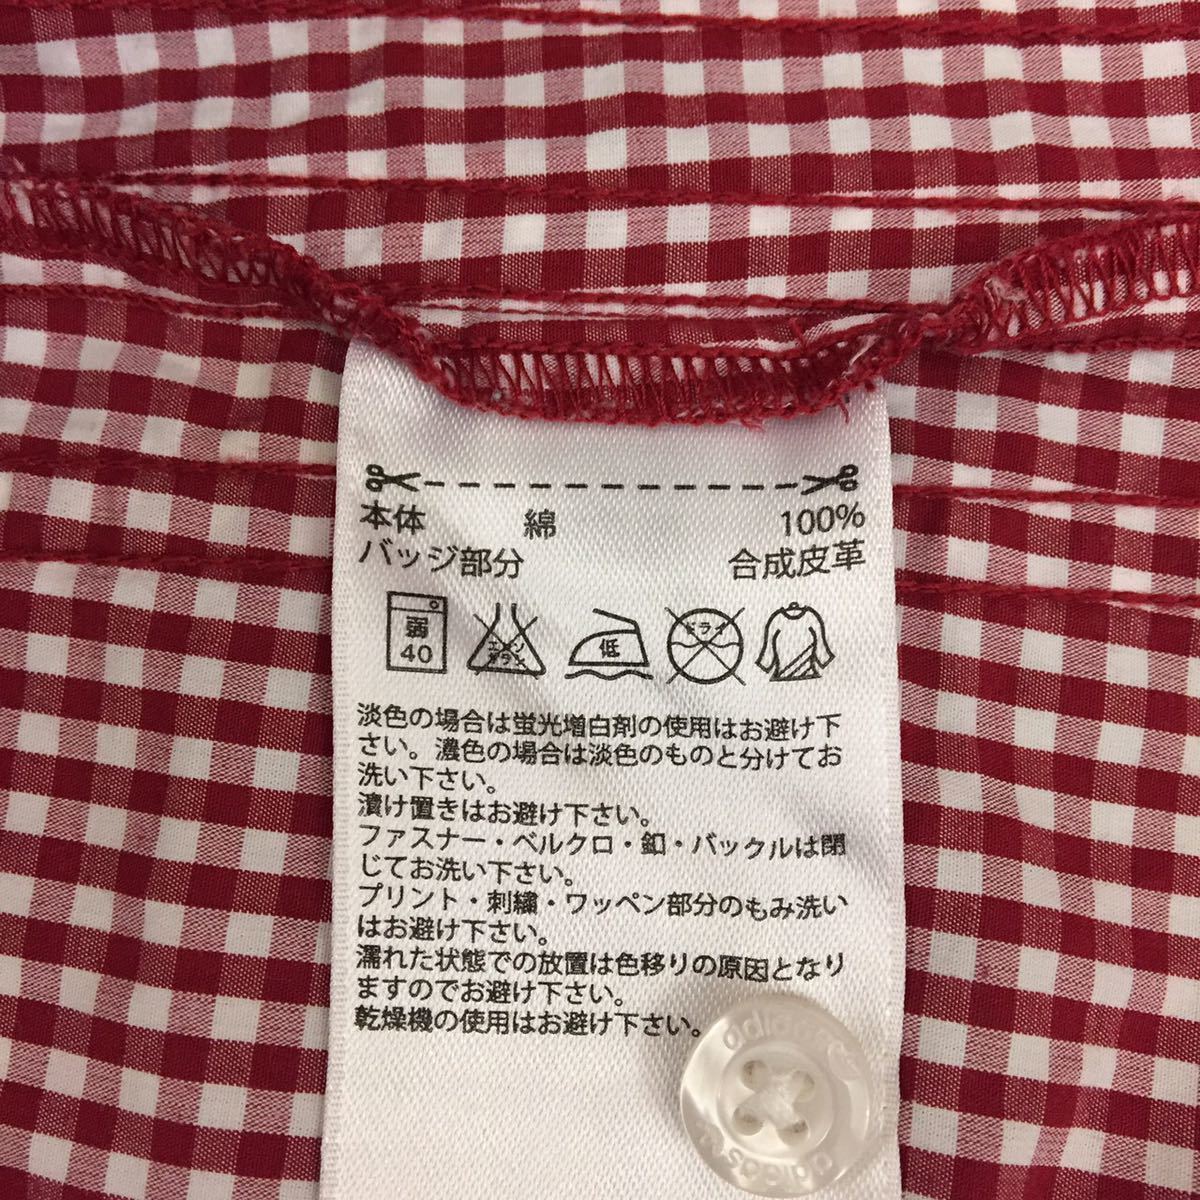 本体 綿 100%
バッジ部分 合成皮革
弱
40
エンソ
サラシ
低
ドライ
淡色の場合は蛍光増白剤の使用はお避け下
さい。濃色の場合は淡色のものと分けてお
洗い下さい。
漬け置きはお避け下さい。
ファスナー・ベルクロ・釦・バックルは閉
じてお洗い下さい。
プリント・刺繍・ワッペン部分のもみ洗い
はお避け下さい。
濡れた状態での放置は色移りの原因となり
ますのでお避け下さい。
乾燥機の使用はお避け下さい。
adidas
adidas